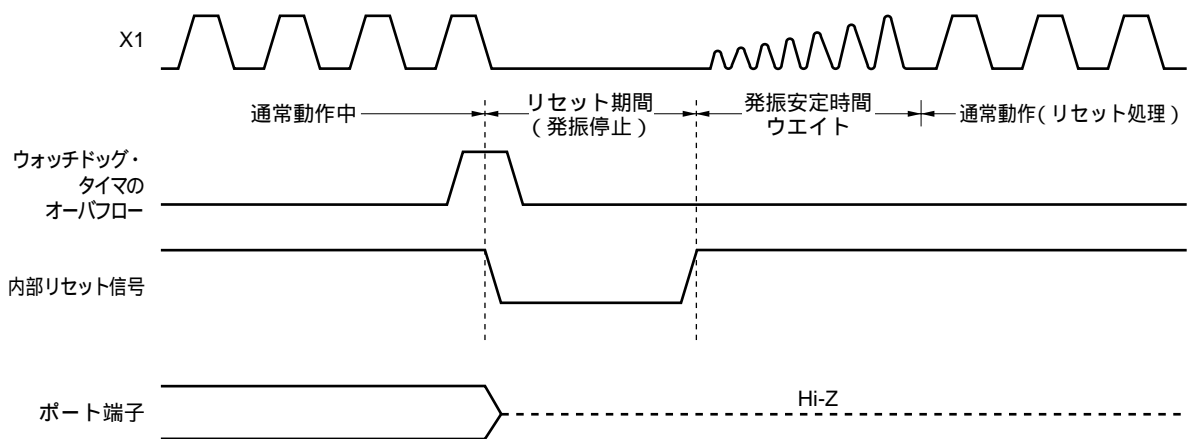 X1
通常動作中
リセット期間
(発振停止)
発振安定時間
ウエイト
通常動作(リセット処理)
ウォッチドッグ・
タイマの
オーバフロー
内部リセット信号
ポート端子
Hi-Z